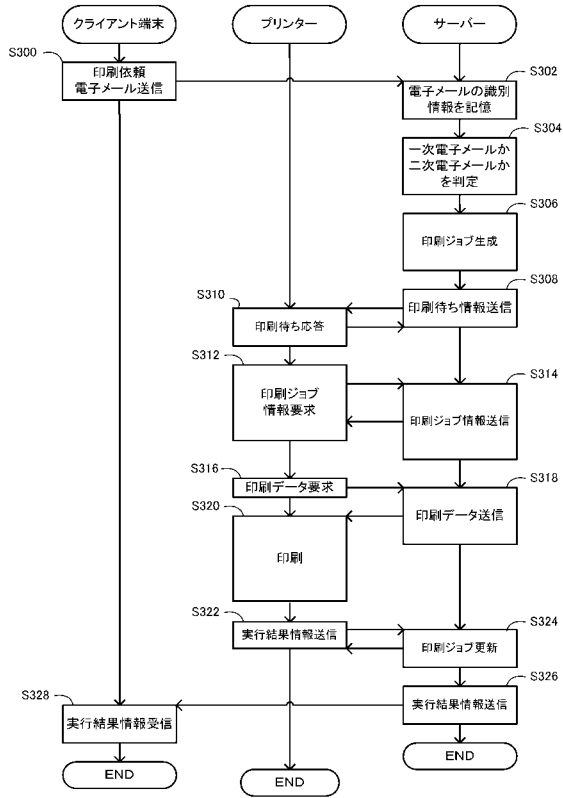 クライアント端末
プリンター
サーバー
S300
印刷依頼
電子メール送信
S302
電子メールの識別
情報を記憶
S304
一次電子メールか
二次電子メールか
を判定
S306
印刷ジョブ生成
S308
印刷待ち情報送信
S310
印刷待ち応答
S312
印刷ジョブ
情報要求
S314
印刷ジョブ情報送信
S316
印刷データ要求
S318
印刷データ送信
S320
印刷
S322
実行結果情報送信
S324
印刷ジョブ更新
S326
実行結果情報送信
S328
実行結果情報受信
END
END
END